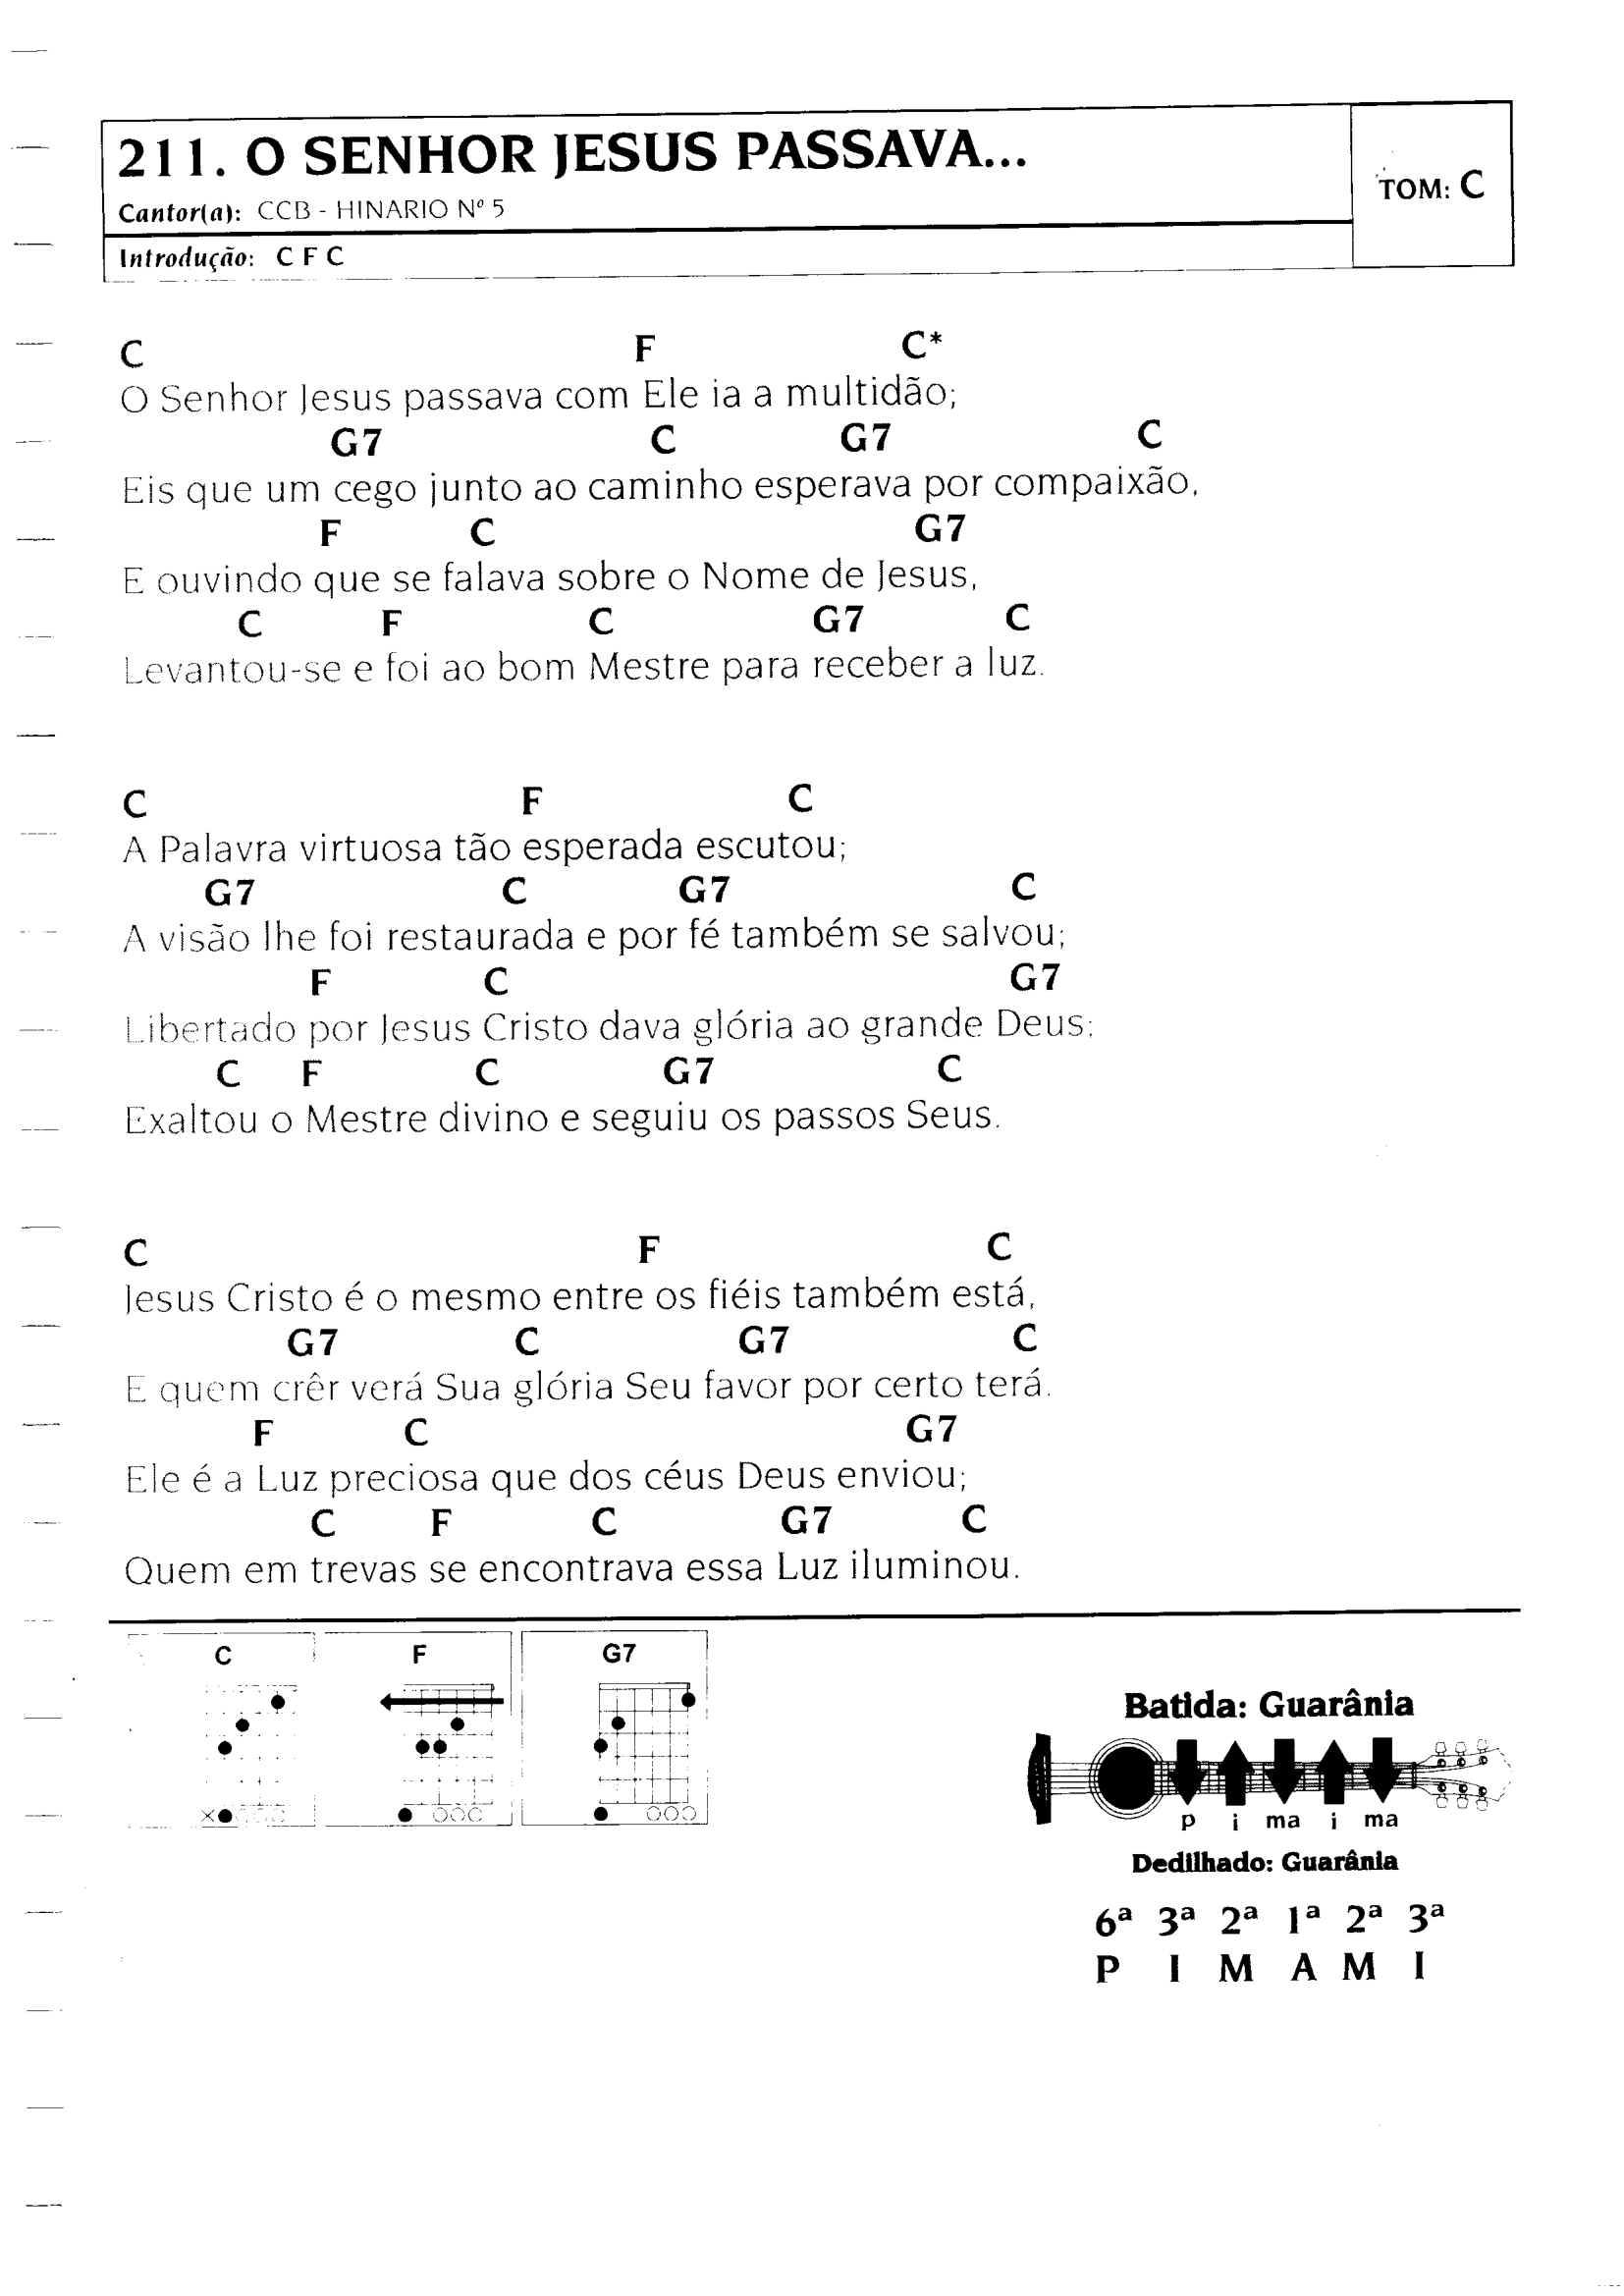 211. O SENHOR JESUS PASSAVA...
Cantor(a): CCB - HINARIO Nº 5
TOM: C
Introdução: C F C
C F C*
O Senhor Jesus passava com Ele ia a multidão;
G7 C G7 C
Eis que um cego junto ao caminho esperava por compaixão,
F C G7
E ouvindo que se falava sobre o Nome de Jesus,
C F C G7 C
Levantou-se e foi ao bom Mestre para receber a luz.
C F C
A Palavra virtuosa tão esperada escutou;
G7 C G7 C
A visão lhe foi restaurada e por fé também se salvou;
F C G7
Libertado por Jesus Cristo dava glória ao grande Deus;
C F C G7 C
Exaltou o Mestre divino e seguiu os passos Seus.
C F C
Jesus Cristo é o mesmo entre os fiéis também está,
G7 C G7 C
E quem crêr verá Sua glória Seu favor por certo terá.
F C G7
Ele é a Luz preciosa que dos céus Deus enviou;
C F C G7 C
Quem em trevas se encontrava essa Luz iluminou.
C F G7
Batida: Guarânia
p i ma i ma
Dedilhado: Guarânia
6ª 3ª 2ª 1ª 2ª 3ª
P I M A M I